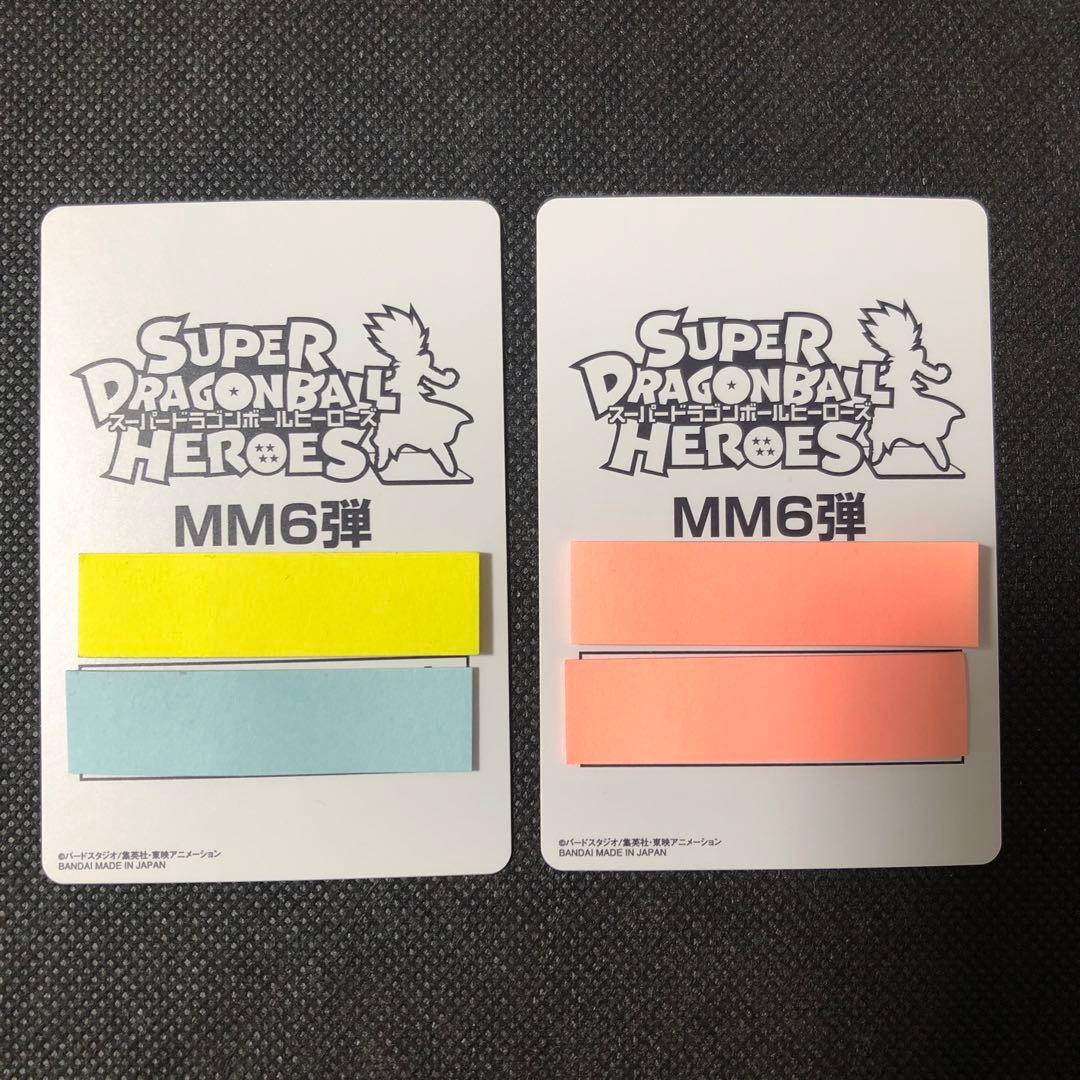 SUPER
DRAGONBALL
スーパードラゴンボールヒーローズ
HEROES
MM6弾
©バードスタジオ/集英社・東映アニメーション
BANDAI MADE IN JAPAN
SUPER
DRAGONBALL
スーパードラゴンボールヒーローズ
HEROES
MM6弾
©バードスタジオ/集英社・東映アニメーション
BANDAI MADE IN JAPAN